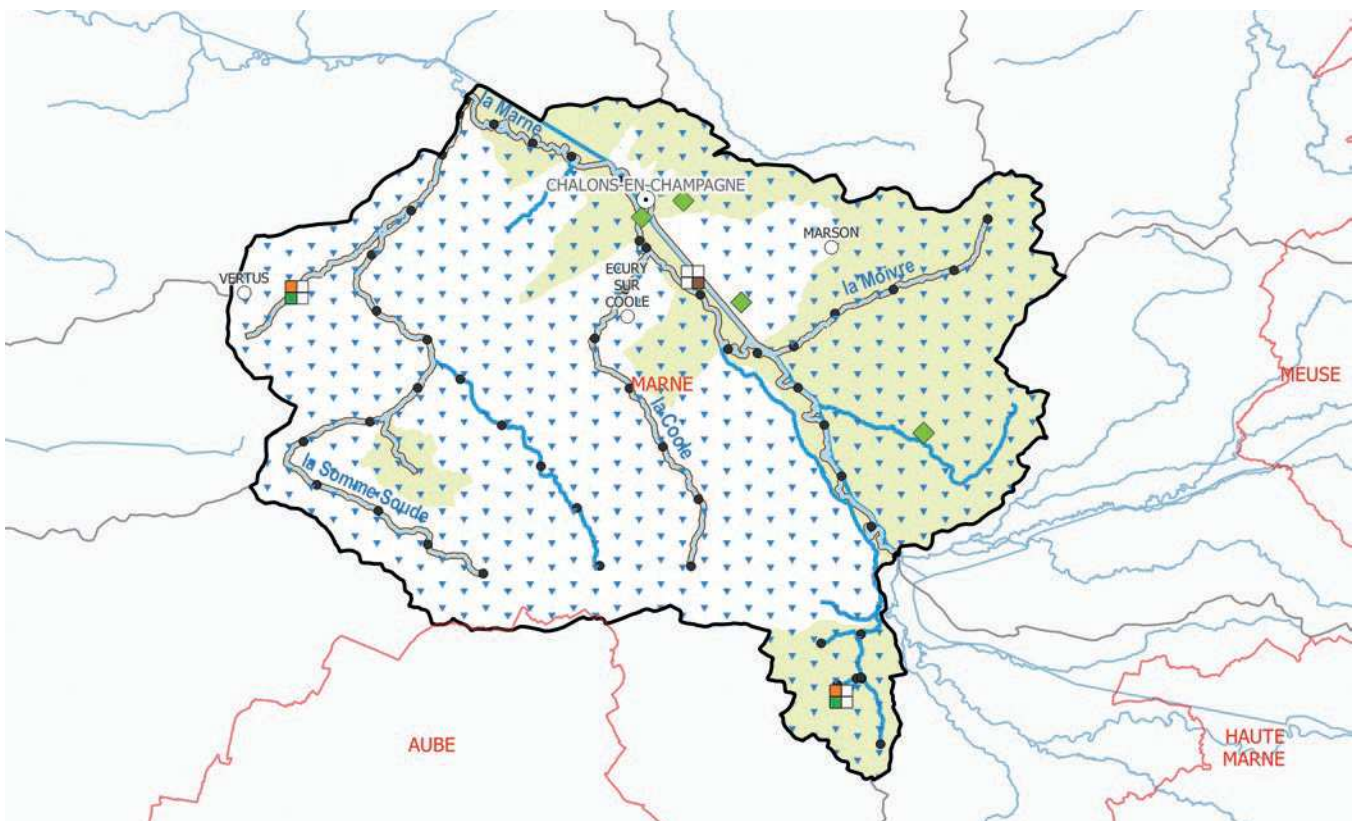 la Marne
CHALONS-EN-CHAMPAGNE
MARSON
VERTUS
ECURY
SUR
COOLE
la Moivre
MARNE
MEUSE
la Coole
la Somme Soude
AUBE
HAUTE
MARNE